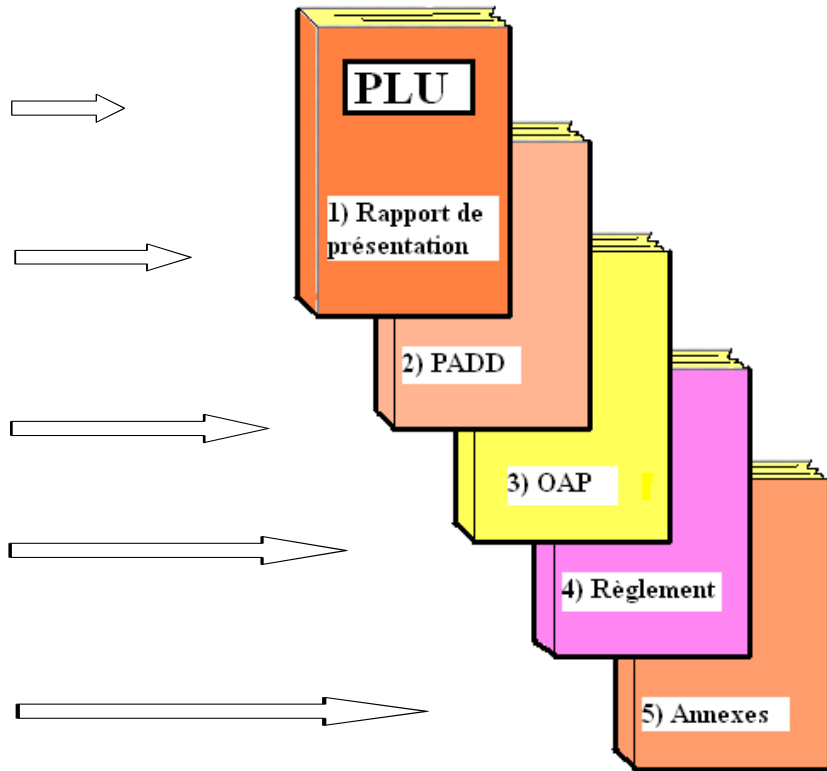 PLU
1) Rapport de
présentation
2) PADD
3) OAP
4) Règlement
5) Annexes